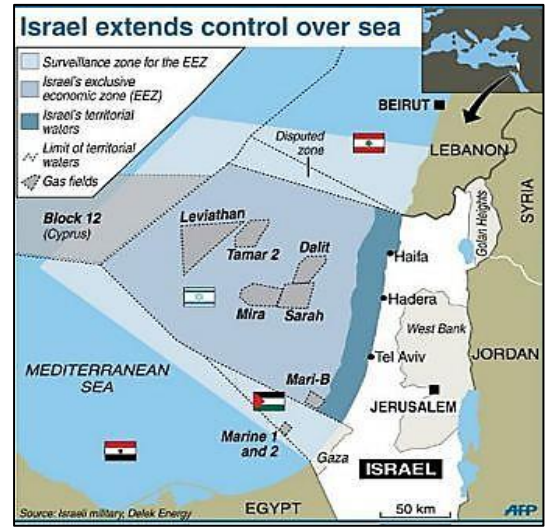 Israel extends control over sea
Surveillance zone for the EEZ
Israel's exclusive
economic zone (EEZ)
Israel's territorial
waters
Limit of territorial
waters
Gas fields
BEIRUT
Disputed
zone
LEBANON
SYRIA
Golan Heights
Block 12
(Cyprus)
Leviathan
Tamar 2
Dalit
Haifa
Mira
Sarah
Hadera
West Bank
JORDAN
MEDITERRANEAN
SEA
Tel Aviv
Mari-B
JERUSALEM
Marine 1
and 2
Gaza
ISRAEL
EGYPT
50 km
Source: Israeli military, Delek Energy
AFP